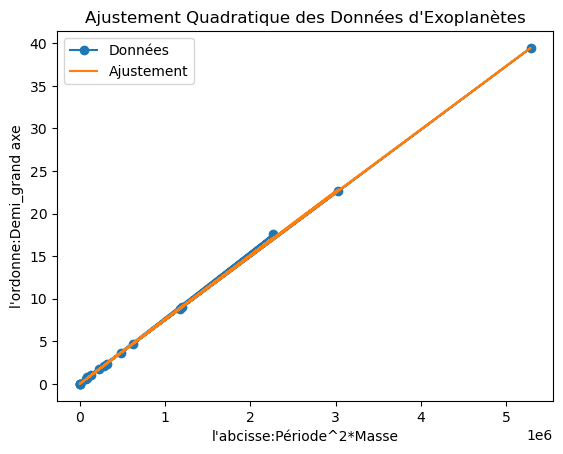 Ajustement Quadratique des Données d'Exoplanètes
Données
Ajustement
l'ordonne:Demi_grand axe
40
35
30
25
20
15
10
5
0
0
1
2
3
4
5
1e6
l'abcisse:Période^2*Masse